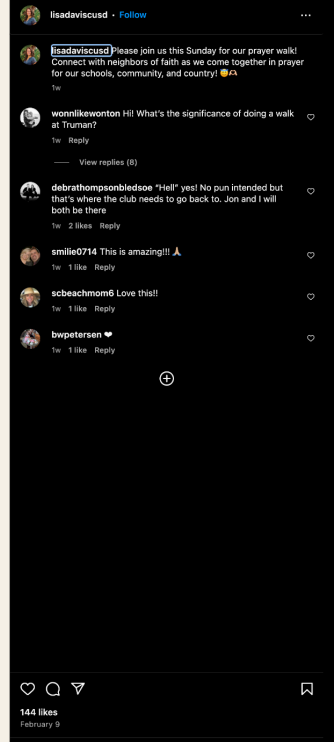 lisadaviscusd • Follow
lisadaviscusd Please join us this Sunday for our prayer walk!
Connect with neighbors of faith as we come together in prayer
for our schools, community, and country! 😇🫶🏼
1w
wonnlikewonton Hi! What's the significance of doing a walk
at Truman?
1w Reply
View replies (8)
debrathompsonbledsoe "Hell" yes! No pun intended but
that's where the club needs to go back to. Jon and I will
both be there
1w 2 likes Reply
smilie0714 This is amazing!!! 🙏🏼
1w 1 like Reply
scbeachmom6 Love this!!
1w 1 like Reply
bwpetersen ❤
1w 1 like Reply
144 likes
February 9